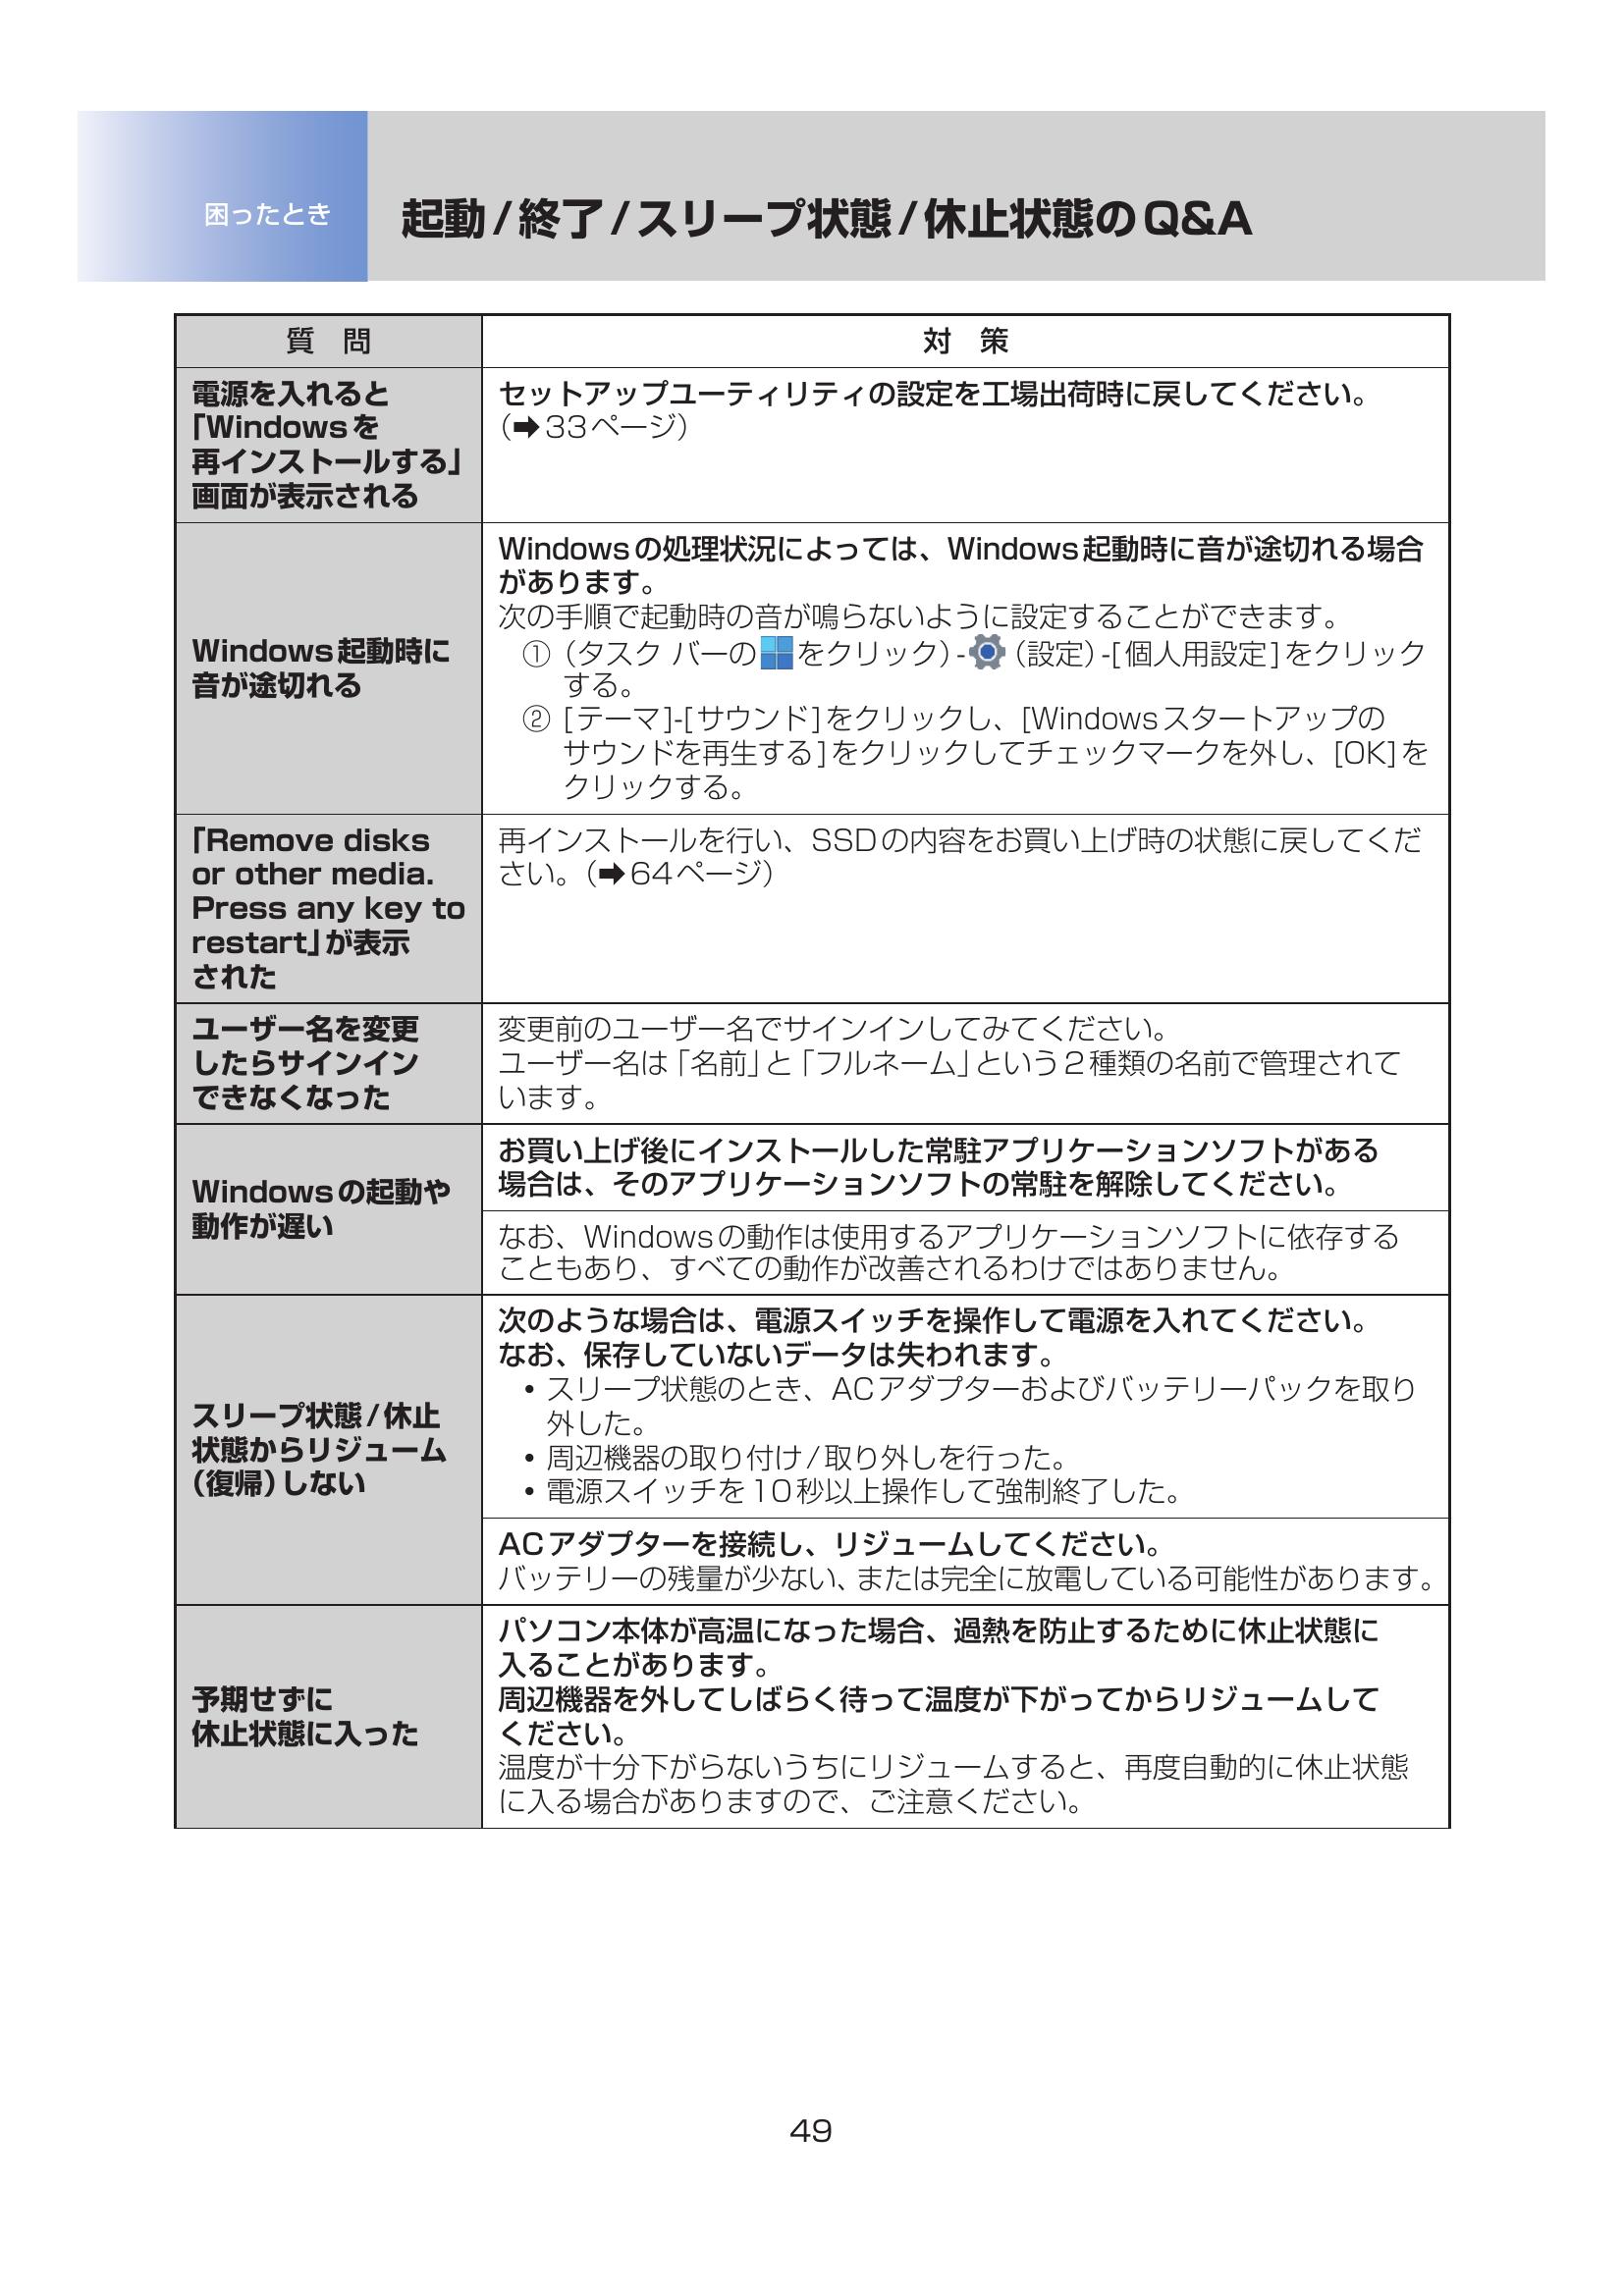 困ったとき
起動/終了/スリープ状態/休止状態のQ&A
質 問
対 策
電源を入れると
「Windowsを
再インストールする」
画面が表示される
セットアップユーティリティの設定を工場出荷時に戻してください。
(➡33ページ)
Windows起動時に
音が途切れる
Windowsの処理状況によっては、Windows起動時に音が途切れる場合
があります。
次の手順で起動時の音が鳴らないように設定することができます。
① (タスク バーの をクリック)- (設定)-[個人用設定]をクリック
する。
② [テーマ]-[サウンド]をクリックし、[Windowsスタートアップの
サウンドを再生する]をクリックしてチェックマークを外し、[OK]を
クリックする。
「Remove disks
or other media.
Press any key to
restart」が表示
された
再インストールを行い、SSDの内容をお買い上げ時の状態に戻してくだ
さい。(➡64ページ)
ユーザー名を変更
したらサインイン
できなくなった
変更前のユーザー名でサインインしてみてください。
ユーザー名は「名前」と「フルネーム」という2種類の名前で管理されて
います。
Windowsの起動や
動作が遅い
お買い上げ後にインストールした常駐アプリケーションソフトがある
場合は、そのアプリケーションソフトの常駐を解除してください。
なお、Windowsの動作は使用するアプリケーションソフトに依存する
こともあり、すべての動作が改善されるわけではありません。
スリープ状態/休止
状態からリジューム
(復帰)しない
次のような場合は、電源スイッチを操作して電源を入れてください。
なお、保存していないデータは失われます。
• スリープ状態のとき、ACアダプターおよびバッテリーパックを取り
外した。
• 周辺機器の取り付け/取り外しを行った。
• 電源スイッチを10秒以上操作して強制終了した。
ACアダプターを接続し、リジュームしてください。
バッテリーの残量が少ない、または完全に放電している可能性があります。
予期せずに
休止状態に入った
パソコン本体が高温になった場合、過熱を防止するために休止状態に
入ることがあります。
周辺機器を外してしばらく待って温度が下がってからリジュームして
ください。
温度が十分下がらないうちにリジュームすると、再度自動的に休止状態
に入る場合がありますので、ご注意ください。
49